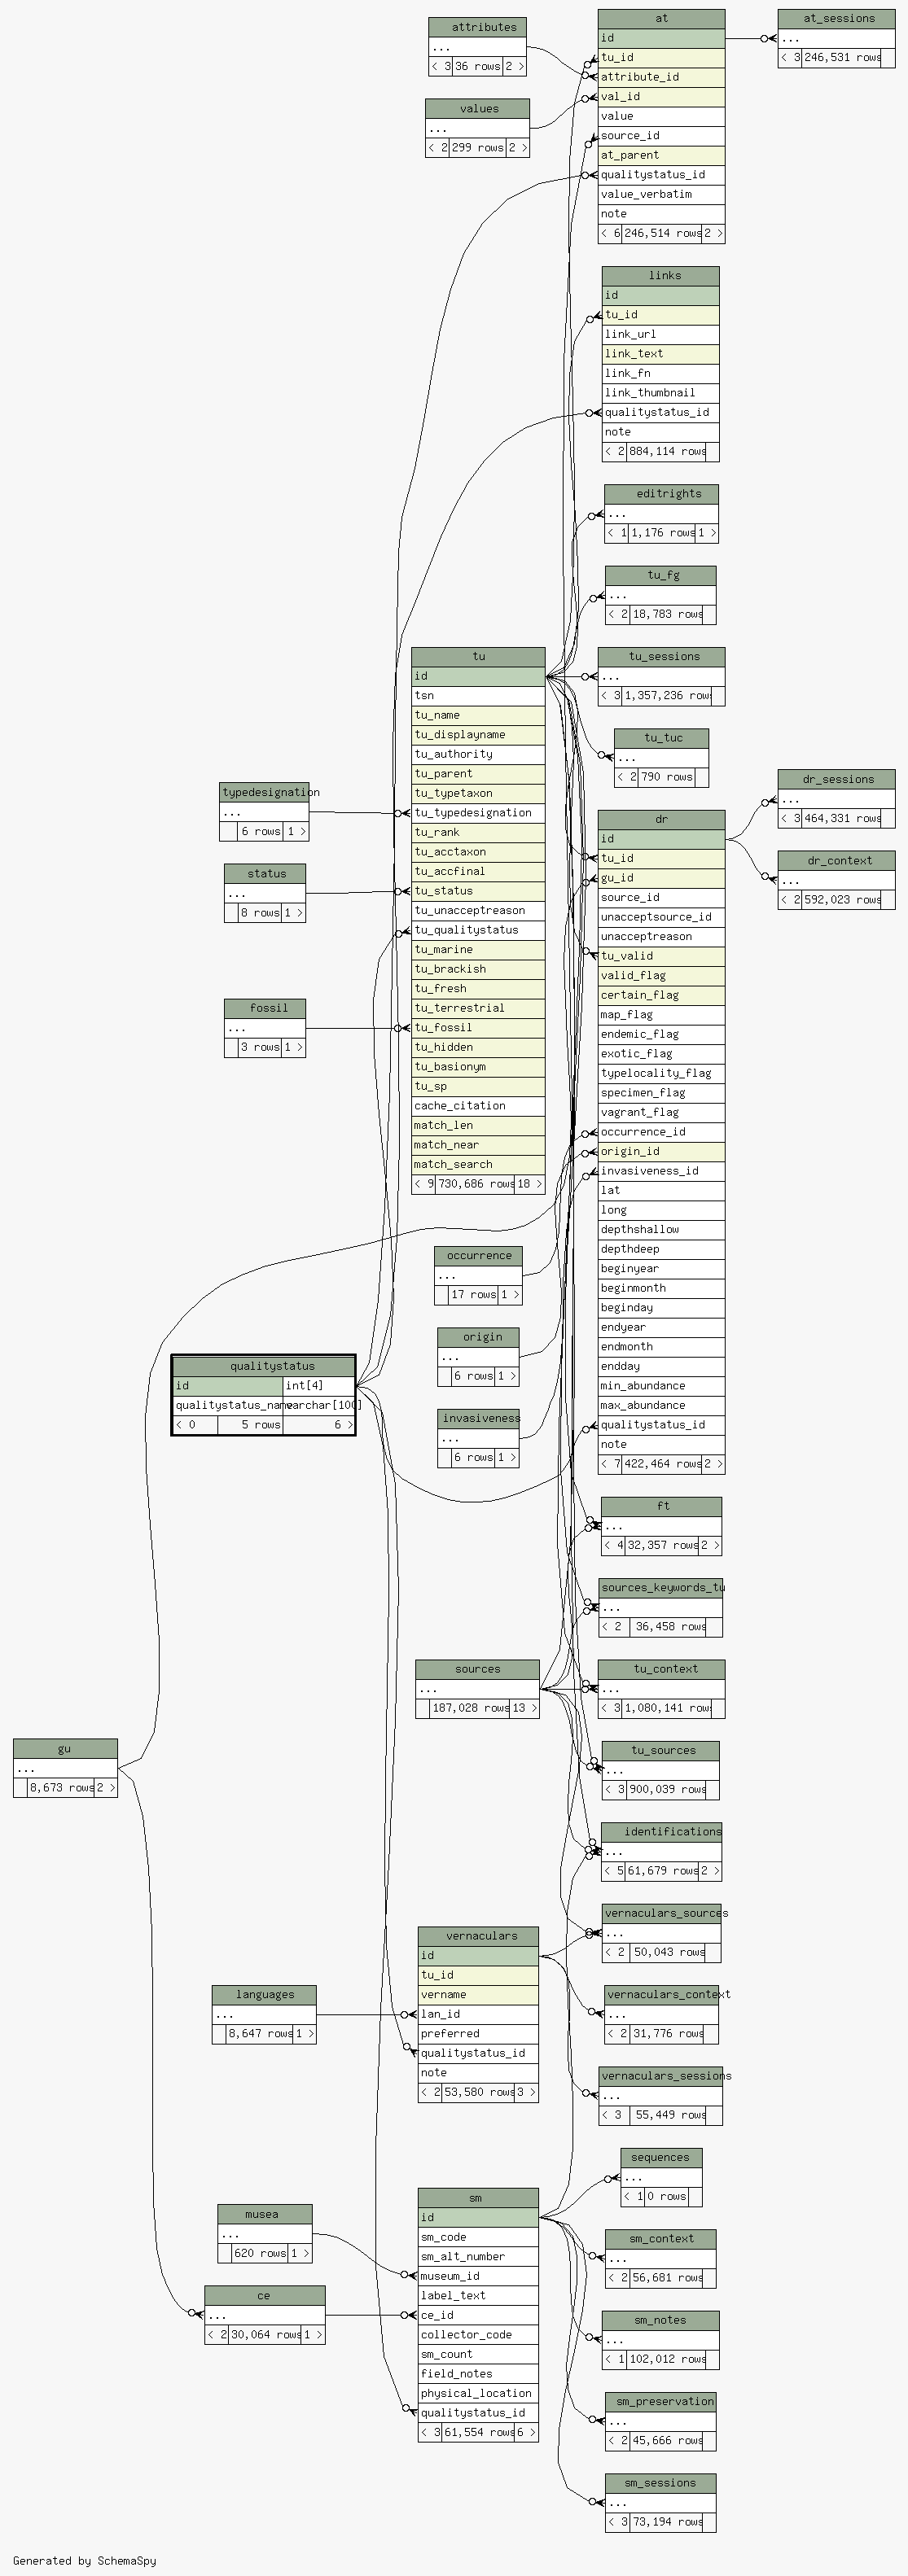 attributes
...
< 3 36 rows 2 >
values
...
< 2 299 rows 2 >
at
id
tu_id
attribute_id
val_id
value
source_id
at_parent
qualitystatus_id
value_verbatim
note
< 6 246,514 rows 2 >
at_sessions
...
< 3 246,531 rows
links
id
tu_id
link_url
link_text
link_fn
link_thumbnail
qualitystatus_id
note
< 2 884,114 rows
editrights
...
< 1 1,176 rows 1 >
tu_fg
...
< 2 18,783 rows
tu_sessions
...
< 3 1,357,236 rows
tu_tuc
...
< 2 790 rows
tu
id
tsn
tu_name
tu_displayname
tu_authority
tu_parent
tu_typetaxon
tu_typedesignation
tu_rank
tu_acctaxon
tu_accfinal
tu_status
tu_unacceptreason
tu_qualitystatus
tu_marine
tu_brackish
tu_fresh
tu_terrestrial
tu_fossil
tu_hidden
tu_basionym
tu_sp
cache_citation
match_len
match_near
match_search
< 9 730,686 rows 18 >
typedesignation
...
6 rows 1 >
status
...
8 rows 1 >
fossil
...
3 rows 1 >
dr
id
tu_id
gu_id
source_id
unacceptsource_id
unacceptreason
tu_valid
valid_flag
certain_flag
map_flag
endemic_flag
exotic_flag
typelocality_flag
specimen_flag
vagrant_flag
occurrence_id
origin_id
invasiveness_id
lat
long
depthshallow
depthdeep
beginyear
beginmonth
beginday
endyear
endmonth
endday
min_abundance
max_abundance
qualitystatus_id
note
< 7 422,464 rows 2 >
dr_sessions
...
< 3 464,331 rows
dr_context
...
< 2 592,023 rows
occurrence
...
17 rows 1 >
origin
...
6 rows 1 >
invasiveness
...
6 rows 1 >
qualitystatus
id int[4]
qualitystatus_name varchar[100]
< 0 5 rows 6 >
ft
...
< 4 32,357 rows 2 >
sources_keywords_tu
...
< 2 36,458 rows
sources
...
187,028 rows 13 >
tu_context
...
< 3 1,080,141 rows
gu
...
8,673 rows 2 >
tu_sources
...
< 3 900,039 rows
identifications
...
< 5 61,679 rows 2 >
vernaculars_sources
...
< 2 50,043 rows
vernaculars
id
tu_id
vername
lan_id
preferred
qualitystatus_id
note
< 2 53,580 rows 3 >
languages
...
8,647 rows 1 >
vernaculars_context
...
< 2 31,776 rows
vernaculars_sessions
...
< 3 55,449 rows
sequences
...
< 1 0 rows
sm
id
sm_code
sm_alt_number
museum_id
label_text
ce_id
collector_code
sm_count
field_notes
physical_location
qualitystatus_id
< 3 61,554 rows 6 >
musea
...
620 rows 1 >
ce
...
< 2 30,064 rows 1 >
sm_context
...
< 2 56,681 rows
sm_notes
...
< 1 102,012 rows
sm_preservation
...
< 2 45,666 rows
sm_sessions
...
< 3 73,194 rows
Generated by SchemaSpy